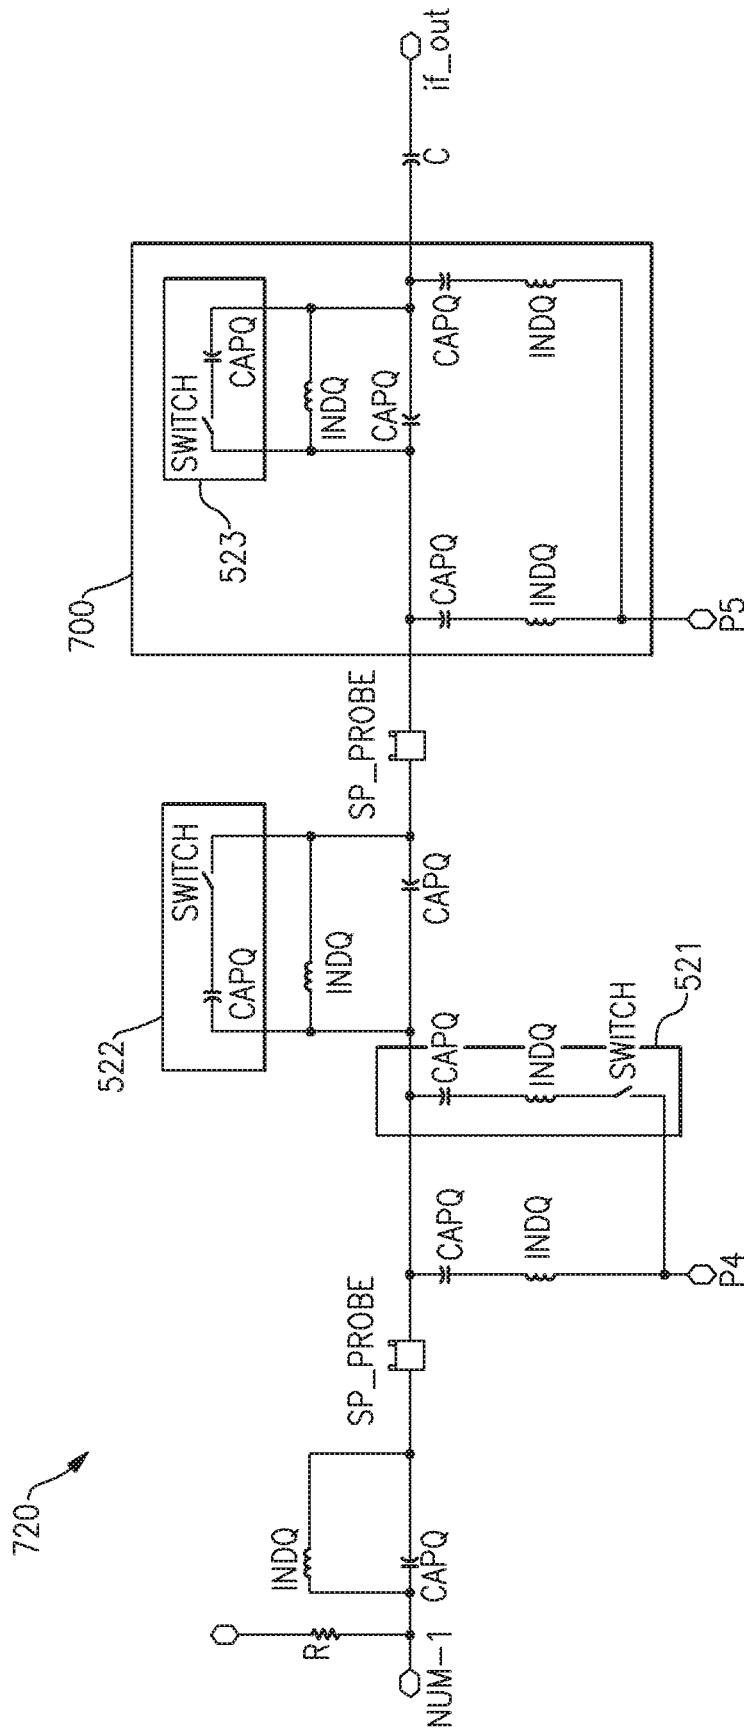 720
NUM-1
R
INDQ
CAPQ
SP_PROBE
CAPQ
INDQ
P4
522
CAPQ
SWITCH
INDQ
CAPQ
CAPQ
INDQ
SWITCH
521
SP_PROBE
700
523
SWITCH
CAPQ
INDQ
CAPQ
CAPQ
INDQ
CAPQ
INDQ
P5
C
if_out